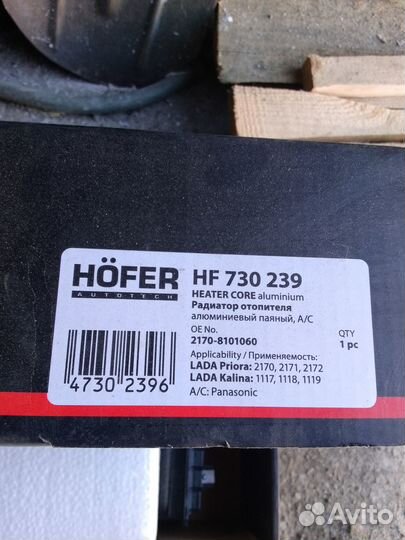 HÖFER
AUTOTECH
HF 730 239
HEATER CORE aluminium
Радиатор отопителя
алюминиевый паяный, A/C
OE No.
2170-8101060
QTY
1 pc
Applicability / Применяемость:
LADA Priora: 2170, 2171, 2172
LADA Kalina: 1117, 1118, 1119
A/C: Panasonic
4730 2396
Avito